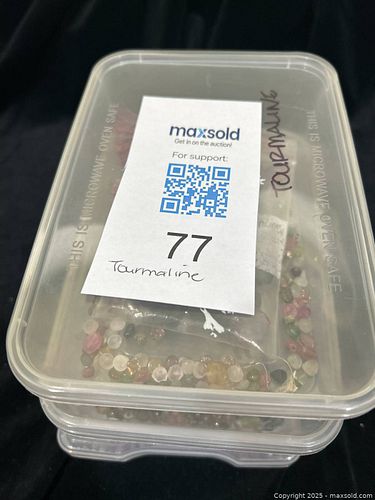 THIS IS MICROWAVE OVEN SAFE
TOURMALINE
THIS IS MICROWAVE OVEN SAFE
maxsold
Get in on the auction!
For support:
77
Tourmaline
Copyright © 2025 - maxsold.com